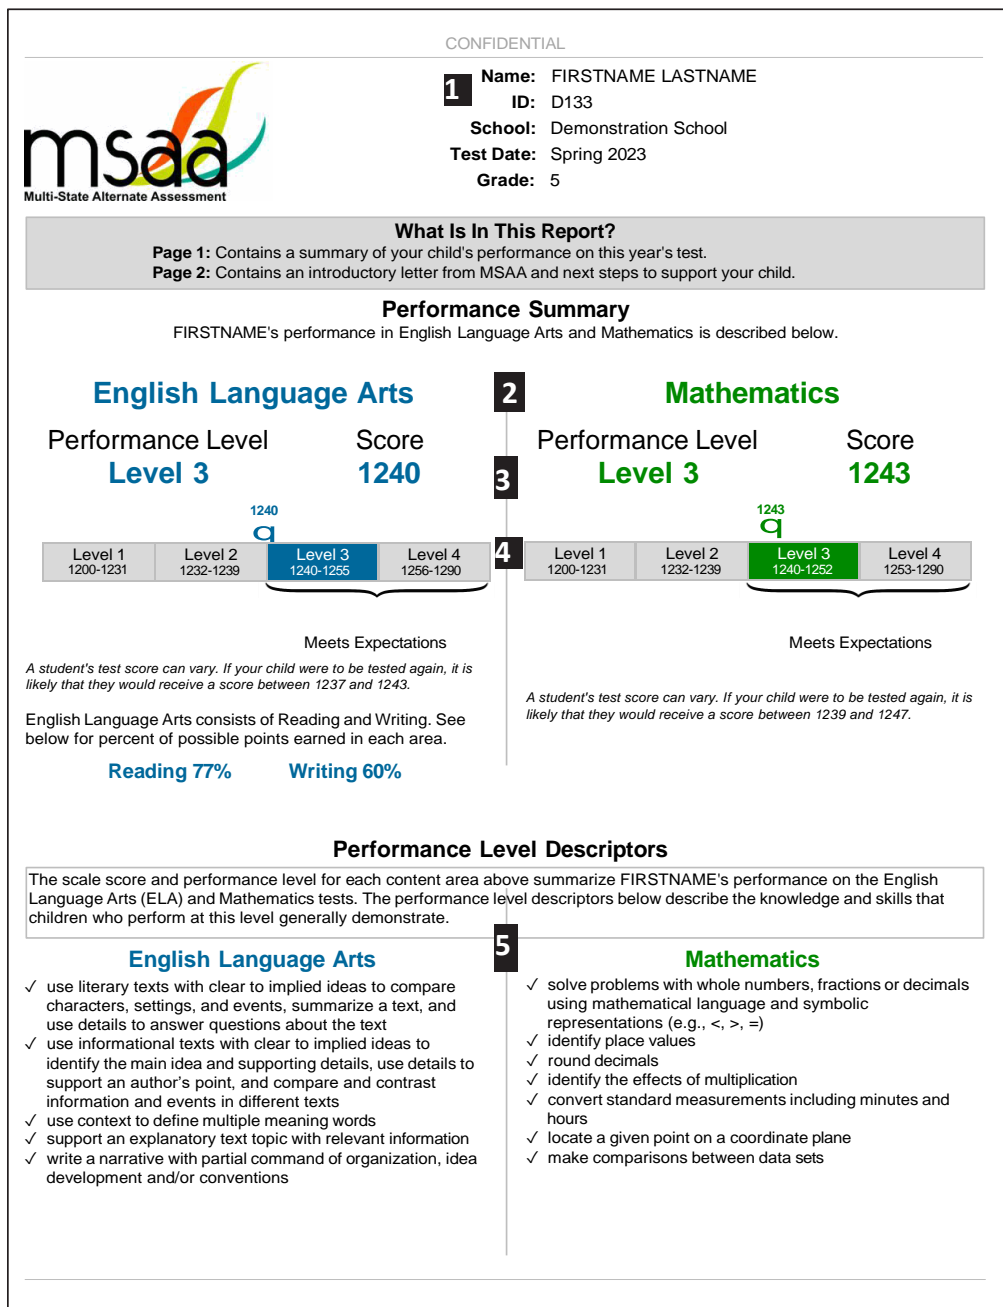 CONFIDENTIAL
msaa
Multi-State Alternate Assessment
1
Name: FIRSTNAME LASTNAME
ID: D133
School: Demonstration School
Test Date: Spring 2023
Grade: 5
What Is In This Report?
Page 1: Contains a summary of your child's performance on this year's test.
Page 2: Contains an introductory letter from MSAA and next steps to support your child.
Performance Summary
FIRSTNAME's performance in English Language Arts and Mathematics is described below.
English Language Arts
Performance Level Score
Level 3 1240
1240
q
Level 1 Level 2 Level 3 Level 4
1200-1231 1232-1239 1240-1255 1256-1290
Meets Expectations
A student's test score can vary. If your child were to be tested again, it is
likely that they would receive a score between 1237 and 1243.
English Language Arts consists of Reading and Writing. See
below for percent of possible points earned in each area.
Reading 77% Writing 60%
2
3
4
Mathematics
Performance Level Score
Level 3 1243
1243
q
Level 1 Level 2 Level 3 Level 4
1200-1231 1232-1239 1240-1252 1253-1290
Meets Expectations
A student's test score can vary. If your child were to be tested again, it is
likely that they would receive a score between 1239 and 1247.
Performance Level Descriptors
The scale score and performance level for each content area above summarize FIRSTNAME's performance on the English
Language Arts (ELA) and Mathematics tests. The performance level descriptors below describe the knowledge and skills that
children who perform at this level generally demonstrate.
5
English Language Arts
✓ use literary texts with clear to implied ideas to compare
characters, settings, and events, summarize a text, and
use details to answer questions about the text
✓ use informational texts with clear to implied ideas to
identify the main idea and supporting details, use details to
support an author's point, and compare and contrast
information and events in different texts
✓ use context to define multiple meaning words
✓ support an explanatory text topic with relevant information
✓ write a narrative with partial command of organization, idea
development and/or conventions
Mathematics
✓ solve problems with whole numbers, fractions or decimals
using mathematical language and symbolic
representations (e.g., <, >, =)
✓ identify place values
✓ round decimals
✓ identify the effects of multiplication
✓ convert standard measurements including minutes and
hours
✓ locate a given point on a coordinate plane
✓ make comparisons between data sets